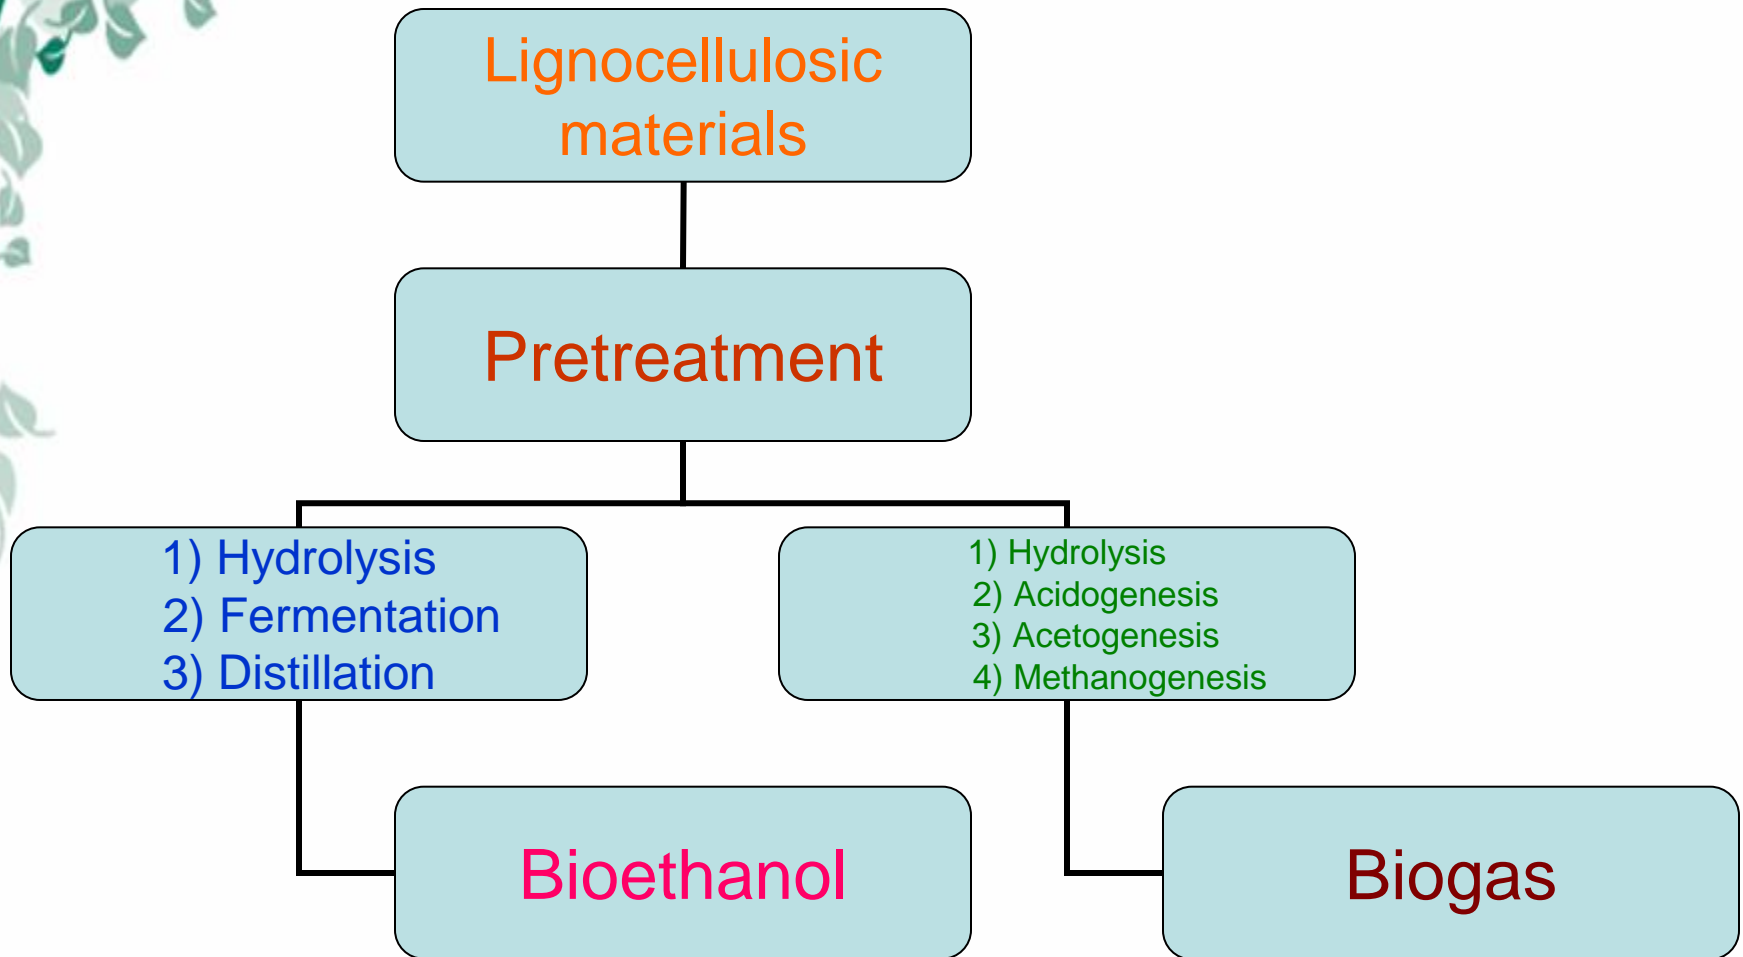 Lignocellulosic
materials
Pretreatment
1) Hydrolysis
2) Fermentation
3) Distillation
1) Hydrolysis
2) Acidogenesis
3) Acetogenesis
4) Methanogenesis
Bioethanol
Biogas